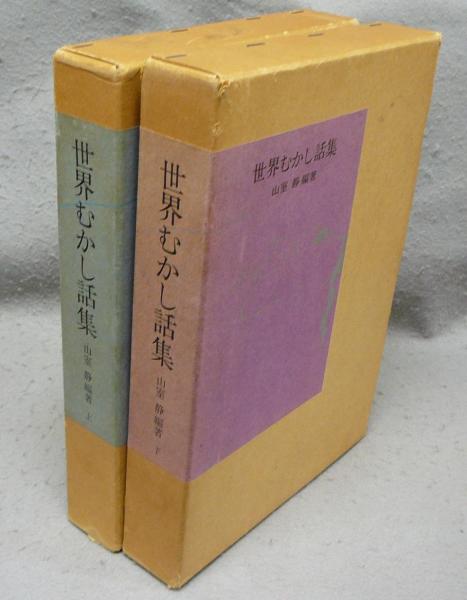 世界むかし話集
山室 静 編著 上
世界むかし話集
山室 静 編著 下
世界むかし話集
山室 静 編著